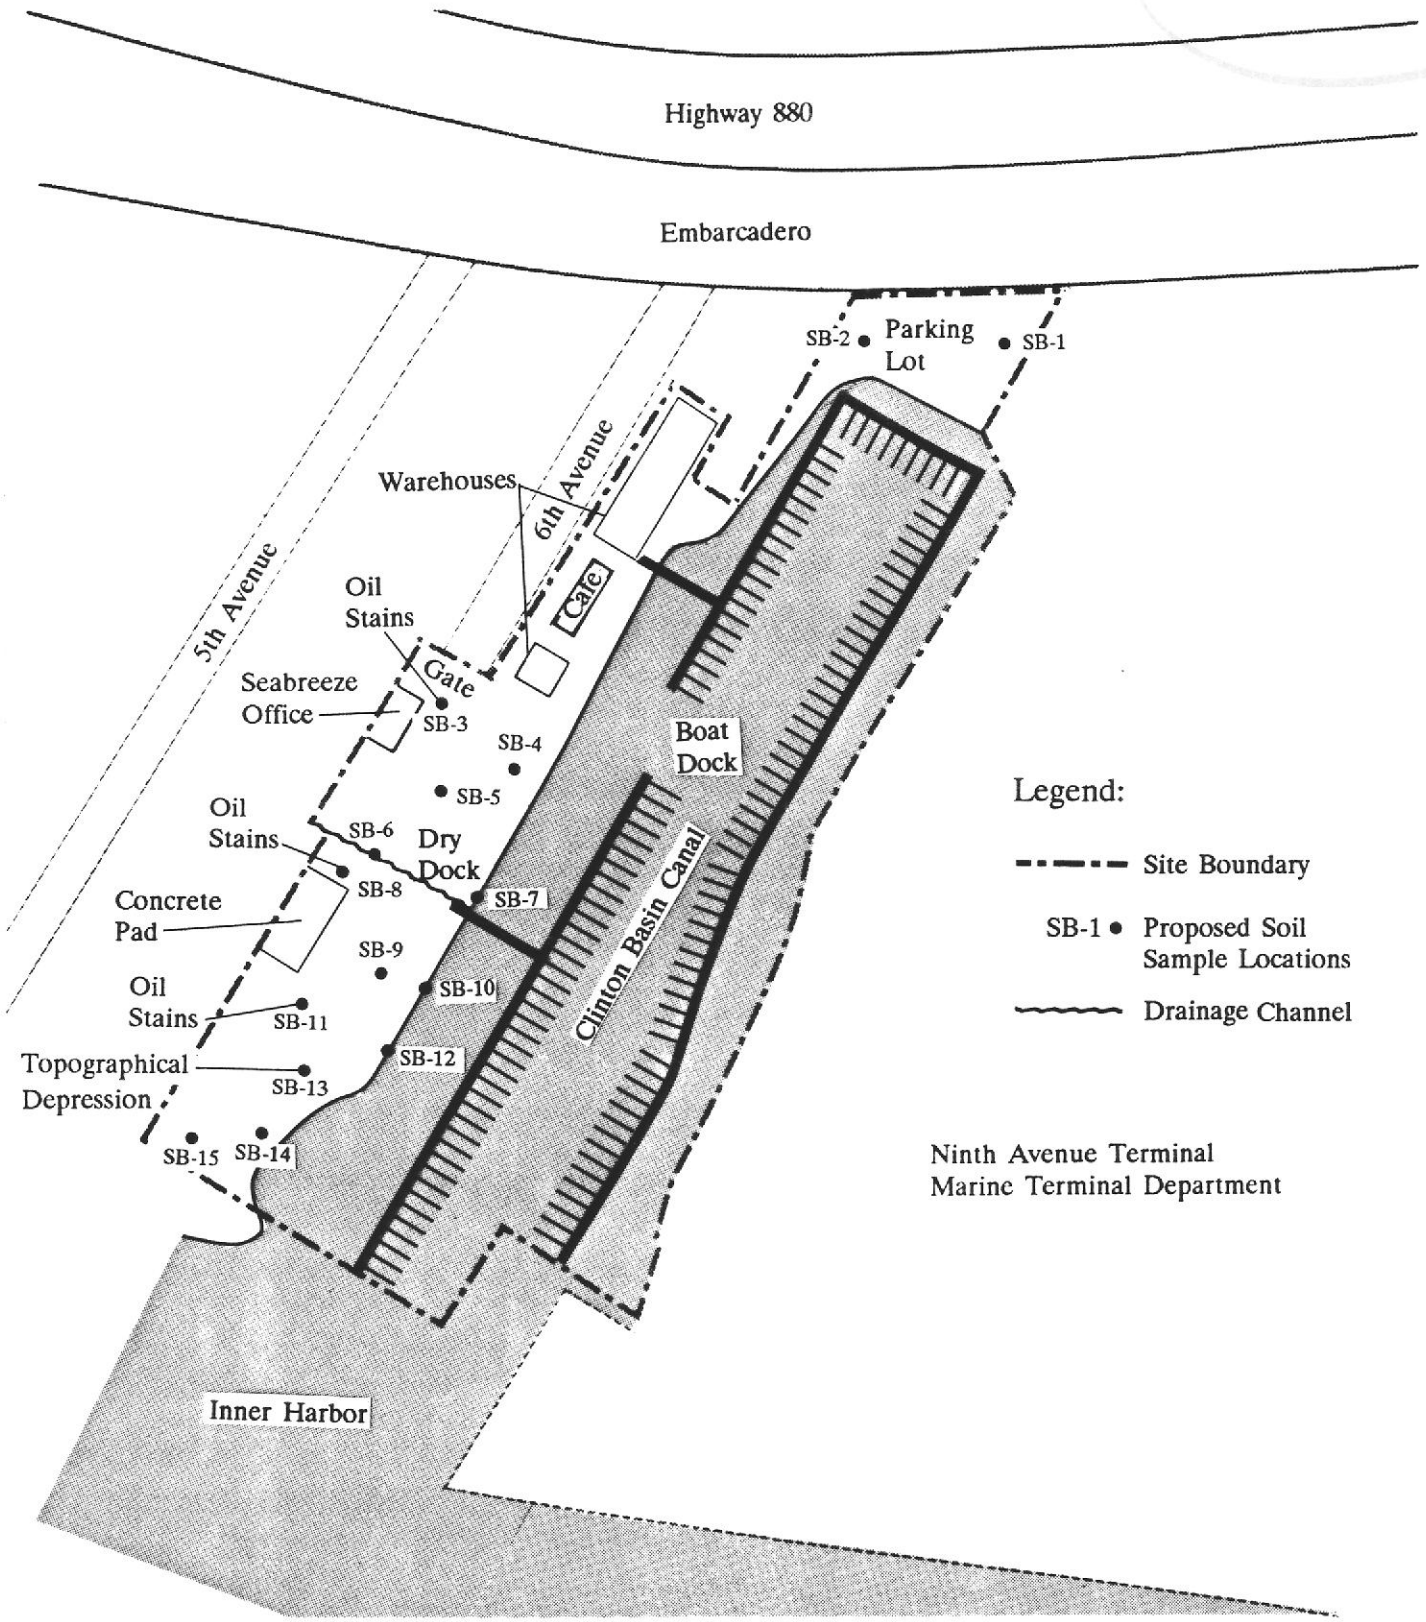 Highway 880
Embarcadero
SB-2
Parking
Lot
SB-1
Warehouses
6th Avenue
5th Avenue
Cafe
Oil
Stains
Gate
Seabreeze
Office
SB-3
SB-4
SB-5
Boat
Dock
Oil
Stains
SB-6
Dry
Dock
SB-8
SB-7
Concrete
Pad
Clinton Basin Canal
SB-9
SB-10
Oil
Stains
SB-11
SB-12
Topographical
Depression
SB-13
SB-14
SB-15
Legend:
Site Boundary
SB-1
Proposed Soil
Sample Locations
Drainage Channel
Ninth Avenue Terminal
Marine Terminal Department
Inner Harbor